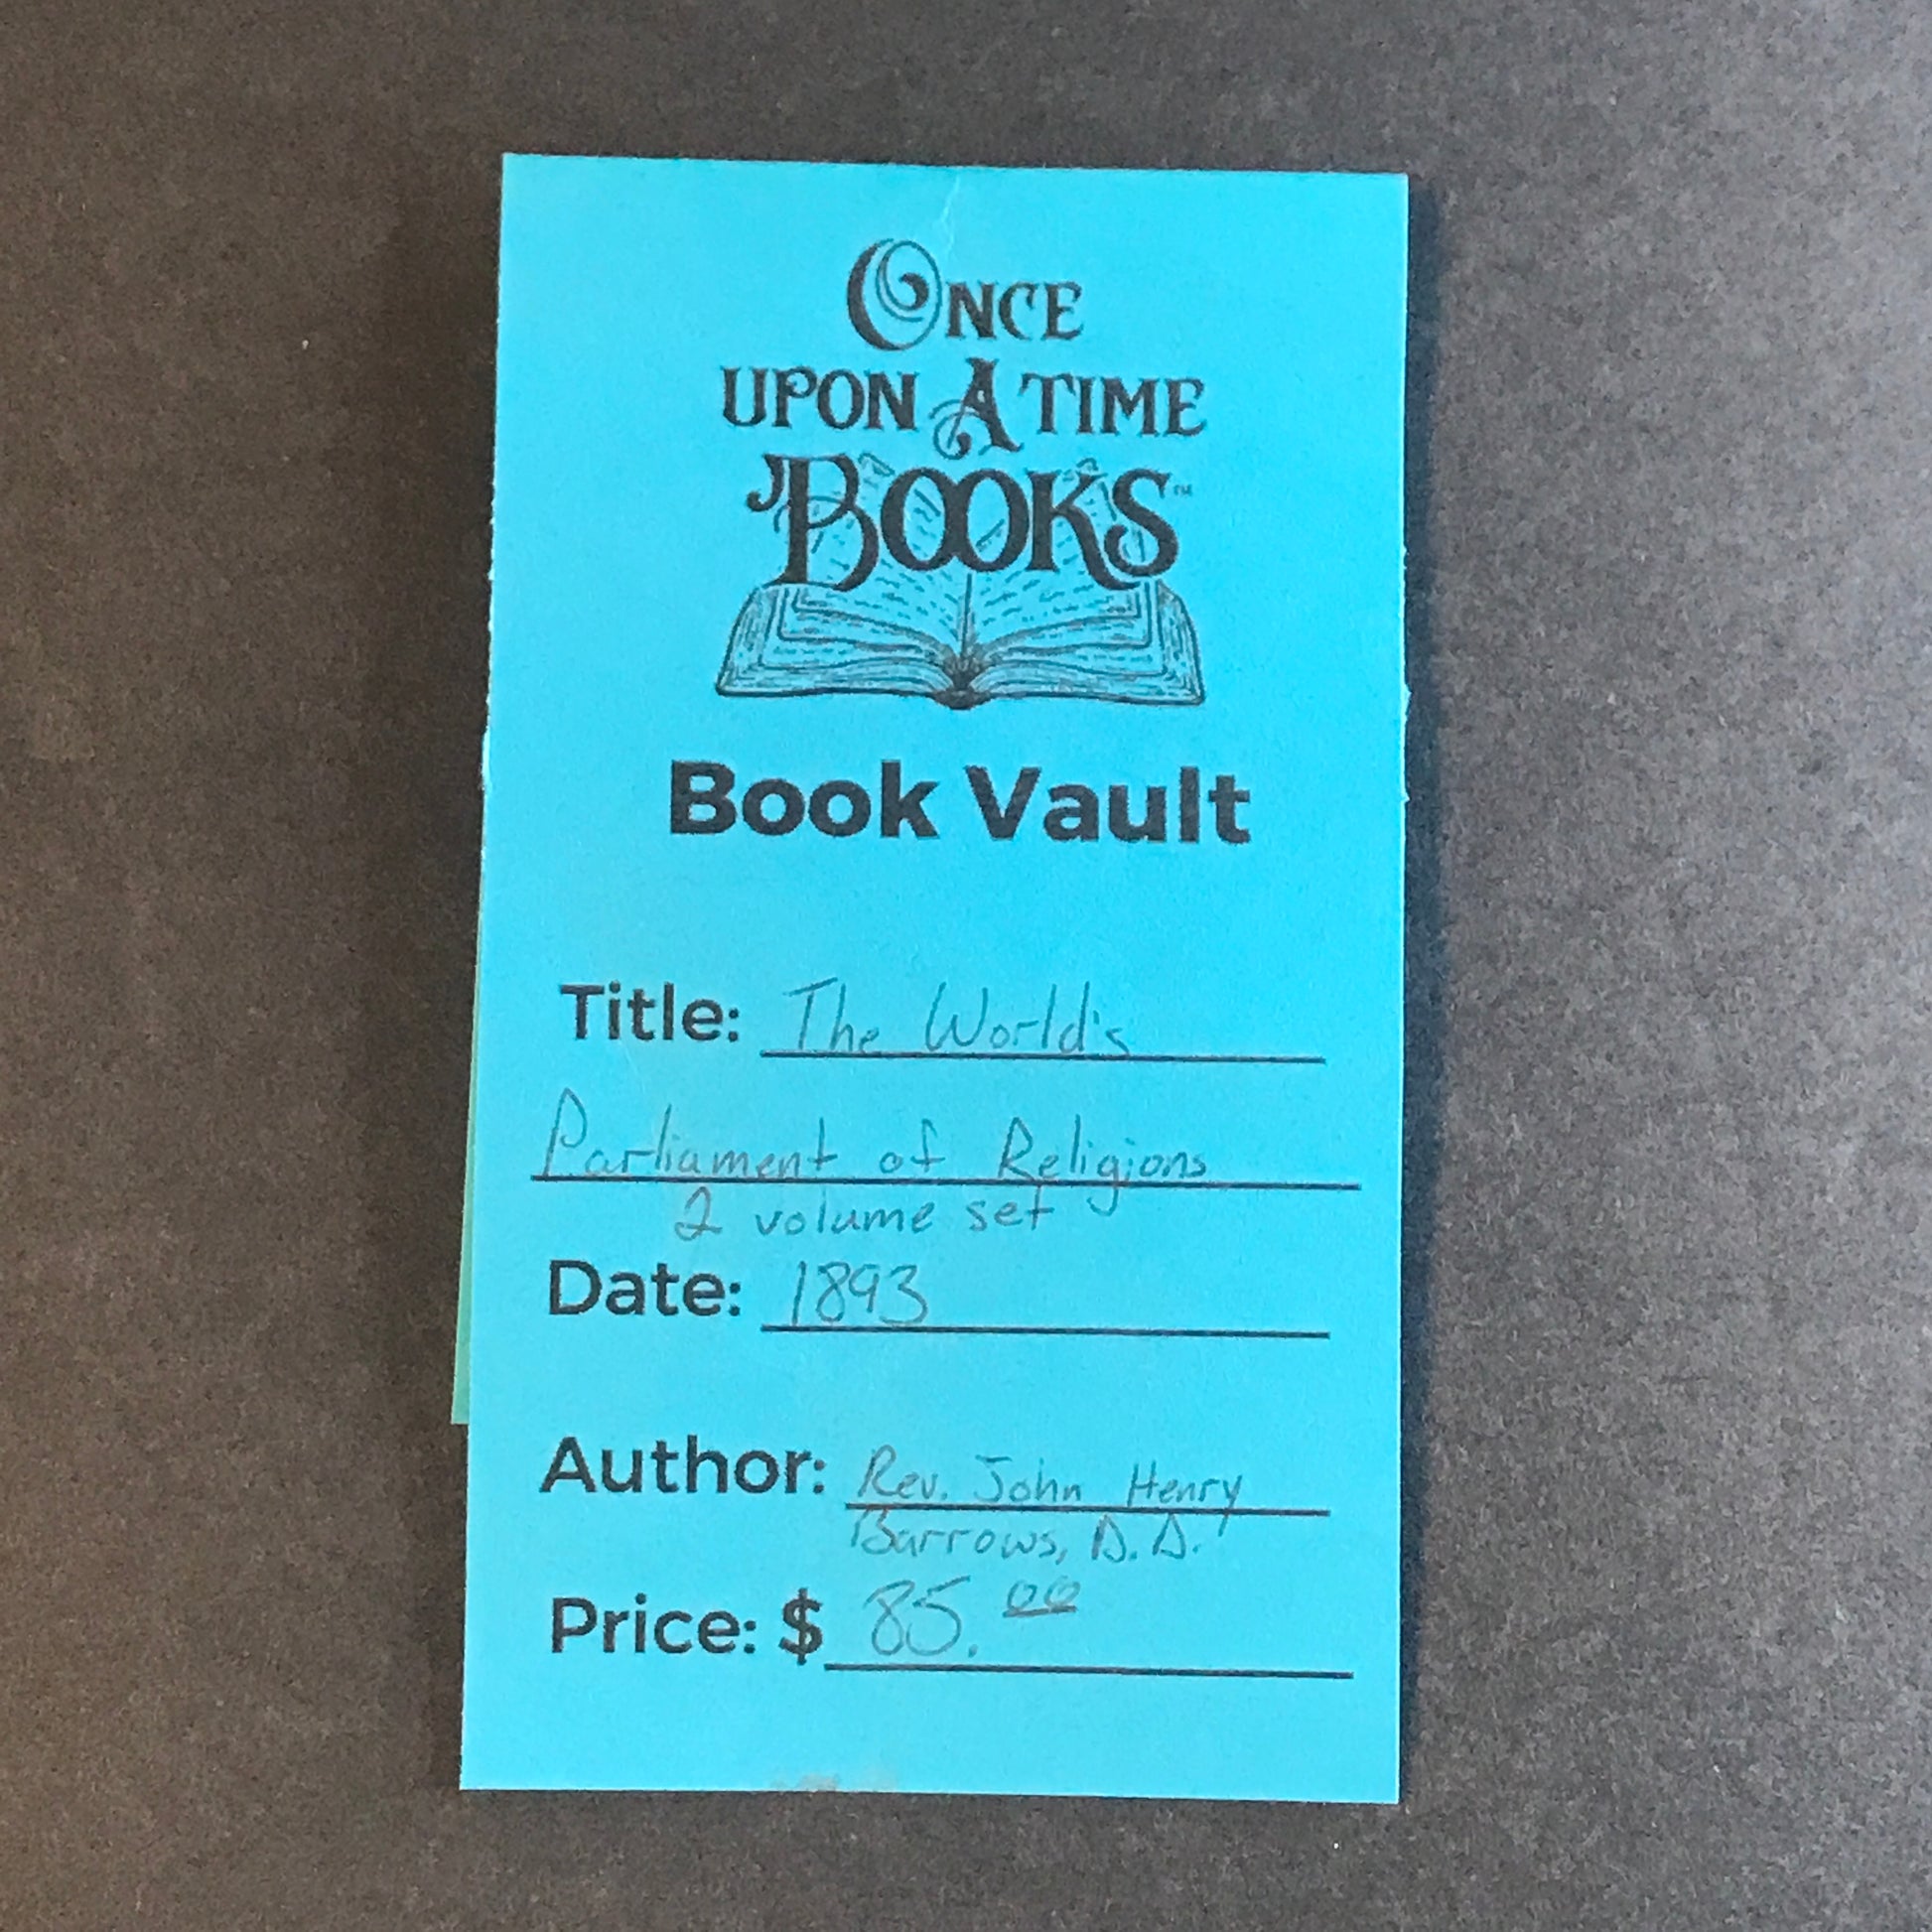 ONCE
UPON A TIME
BOOKS™
Book Vault
Title: The World's
Parliament of Religions
2 volume set
Date: 1893
Author: Rev. John Henry
Barrows, D.D.
Price: $ 85.00